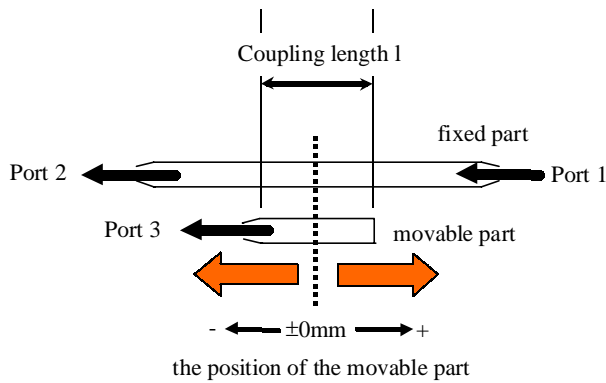 Coupling length l
fixed part
Port 2
Port 1
Port 3
movable part
- ±0mm +
the position of the movable part